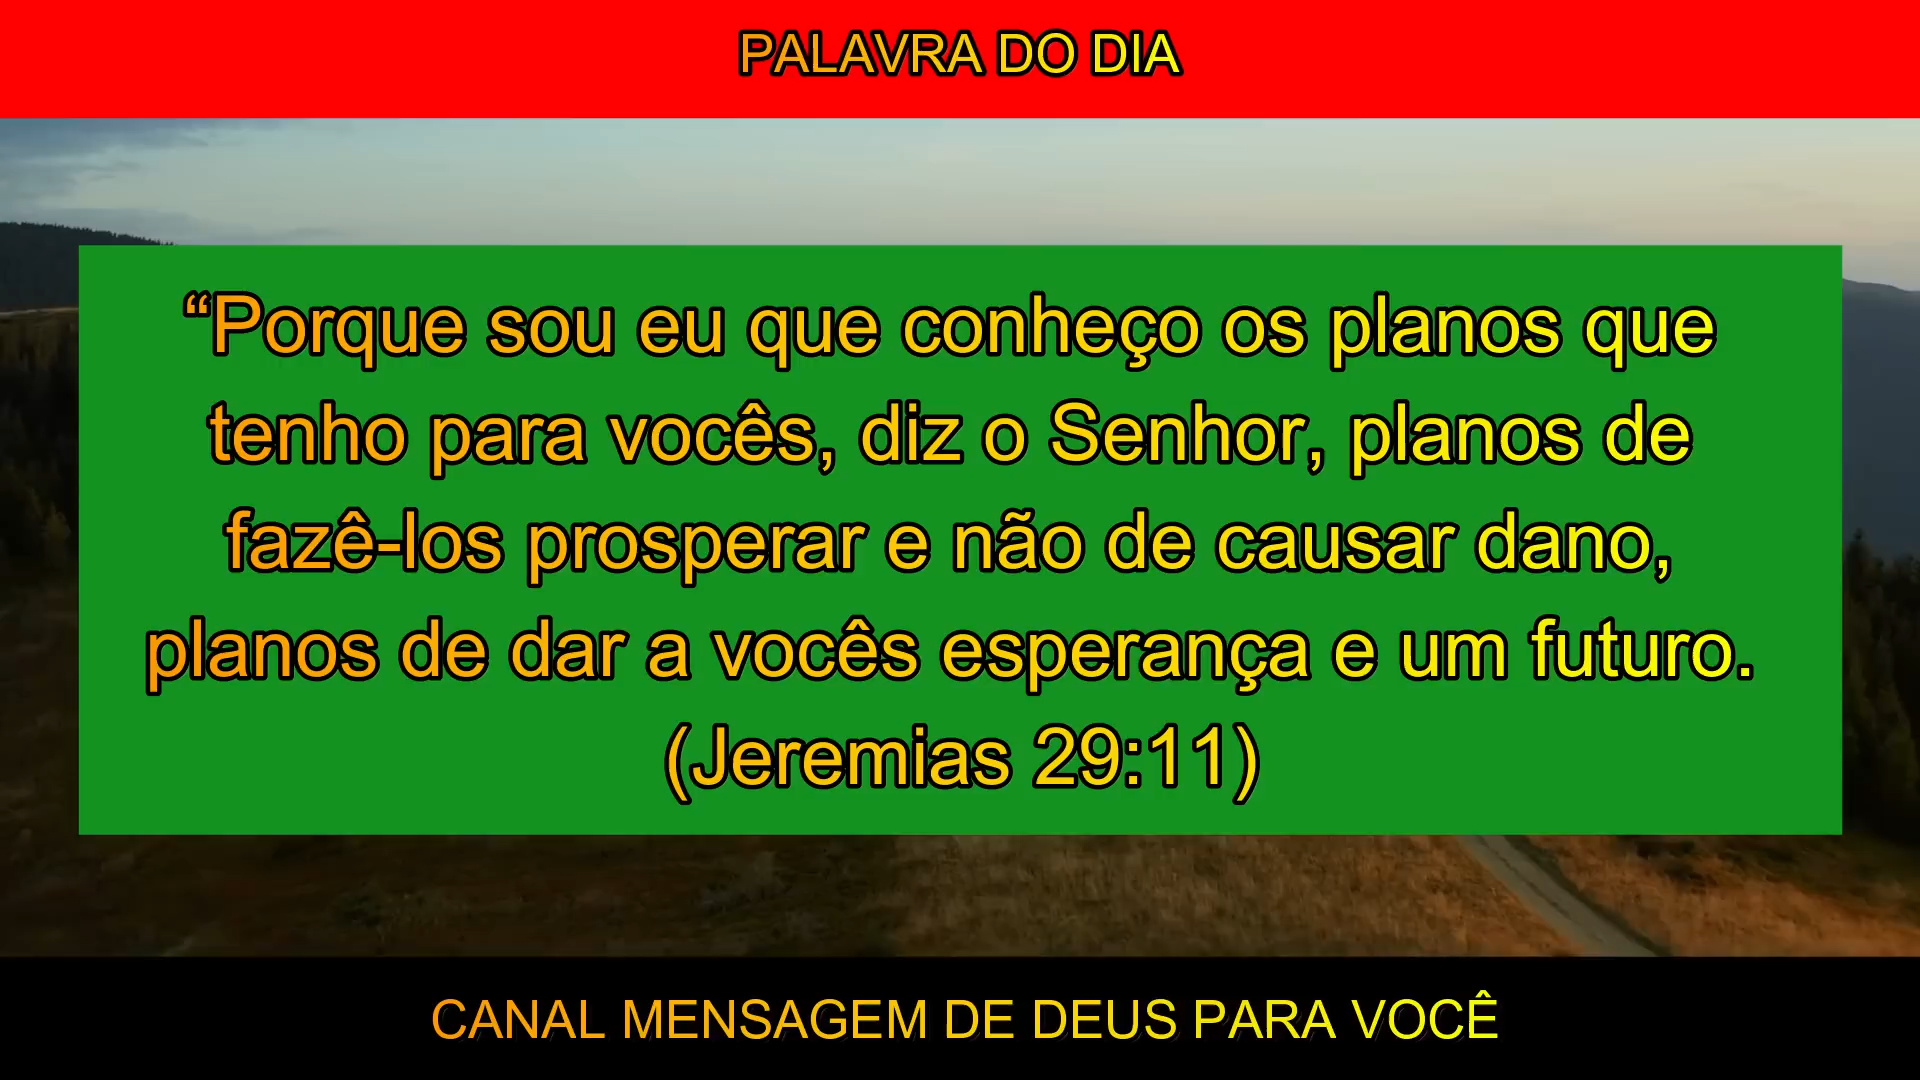 PALAVRA DO DIA
“Porque sou eu que conheço os planos que
tenho para vocês, diz o Senhor, planos de
fazê-los prosperar e não de causar dano,
planos de dar a vocês esperança e um futuro.
(Jeremias 29:11)
CANAL MENSAGEM DE DEUS PARA VOCÊ